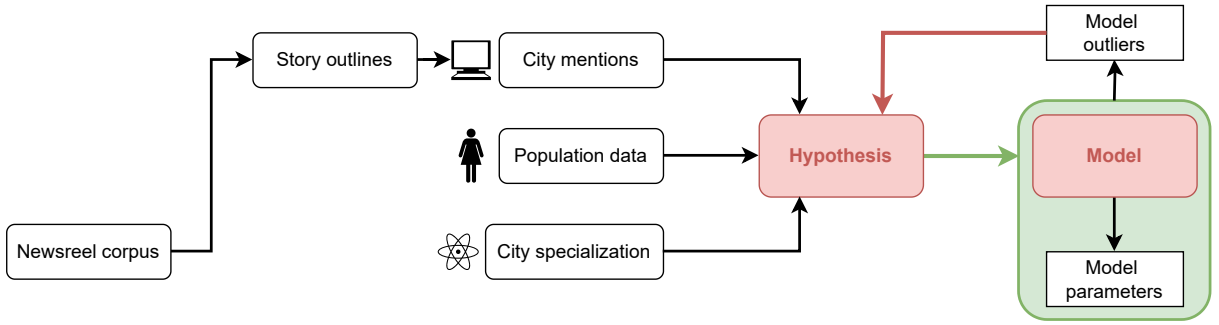 Newsreel corpus
Story outlines
City mentions
Population data
City specialization
Hypothesis
Model
outliers
Model
Model
parameters